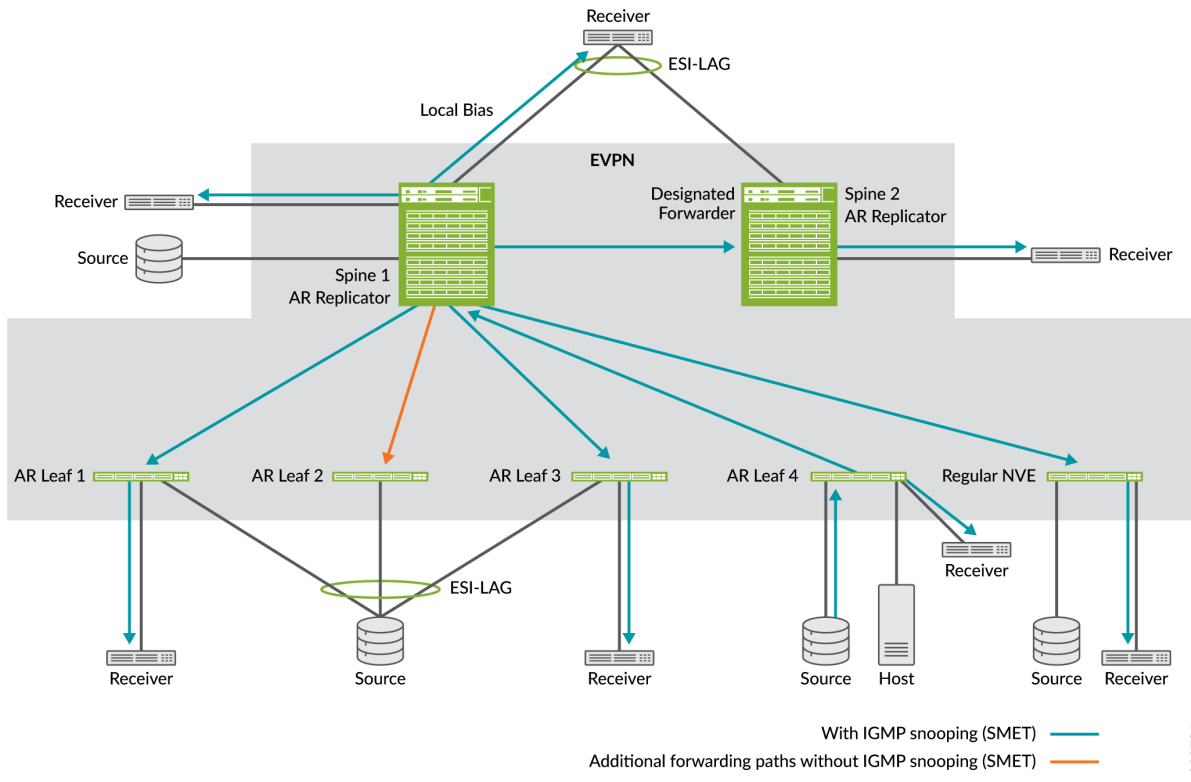 Receiver
ESI-LAG
Local Bias
EVPN
Receiver
Designated
Forwarder
Spine 2
AR Replicator
Source
Spine 1
AR Replicator
Receiver
AR Leaf 1
AR Leaf 2
AR Leaf 3
AR Leaf 4
Regular NVE
ESI-LAG
Receiver
Receiver
Source
Receiver
Source
Host
Source
Receiver
With IGMP snooping (SMET)
Additional forwarding paths without IGMP snooping (SMET)